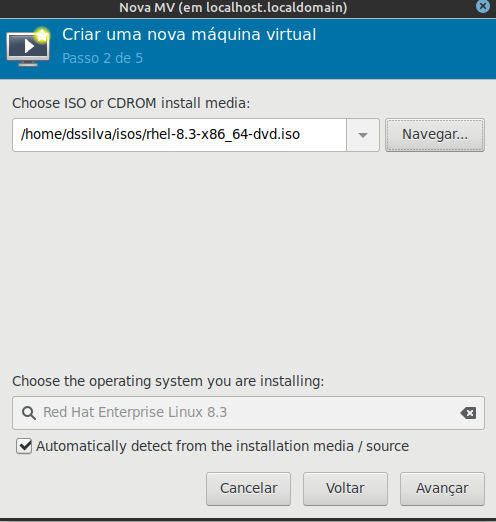 Nova MV (em localhost.localdomain)
Criar uma nova máquina virtual
Passo 2 de 5
Choose ISO or CDROM install media:
/home/dssilva/isos/rhel-8.3-x86_64-dvd.iso
Navegar...
Choose the operating system you are installing:
Red Hat Enterprise Linux 8.3
Automatically detect from the installation media / source
Cancelar
Voltar
Avançar